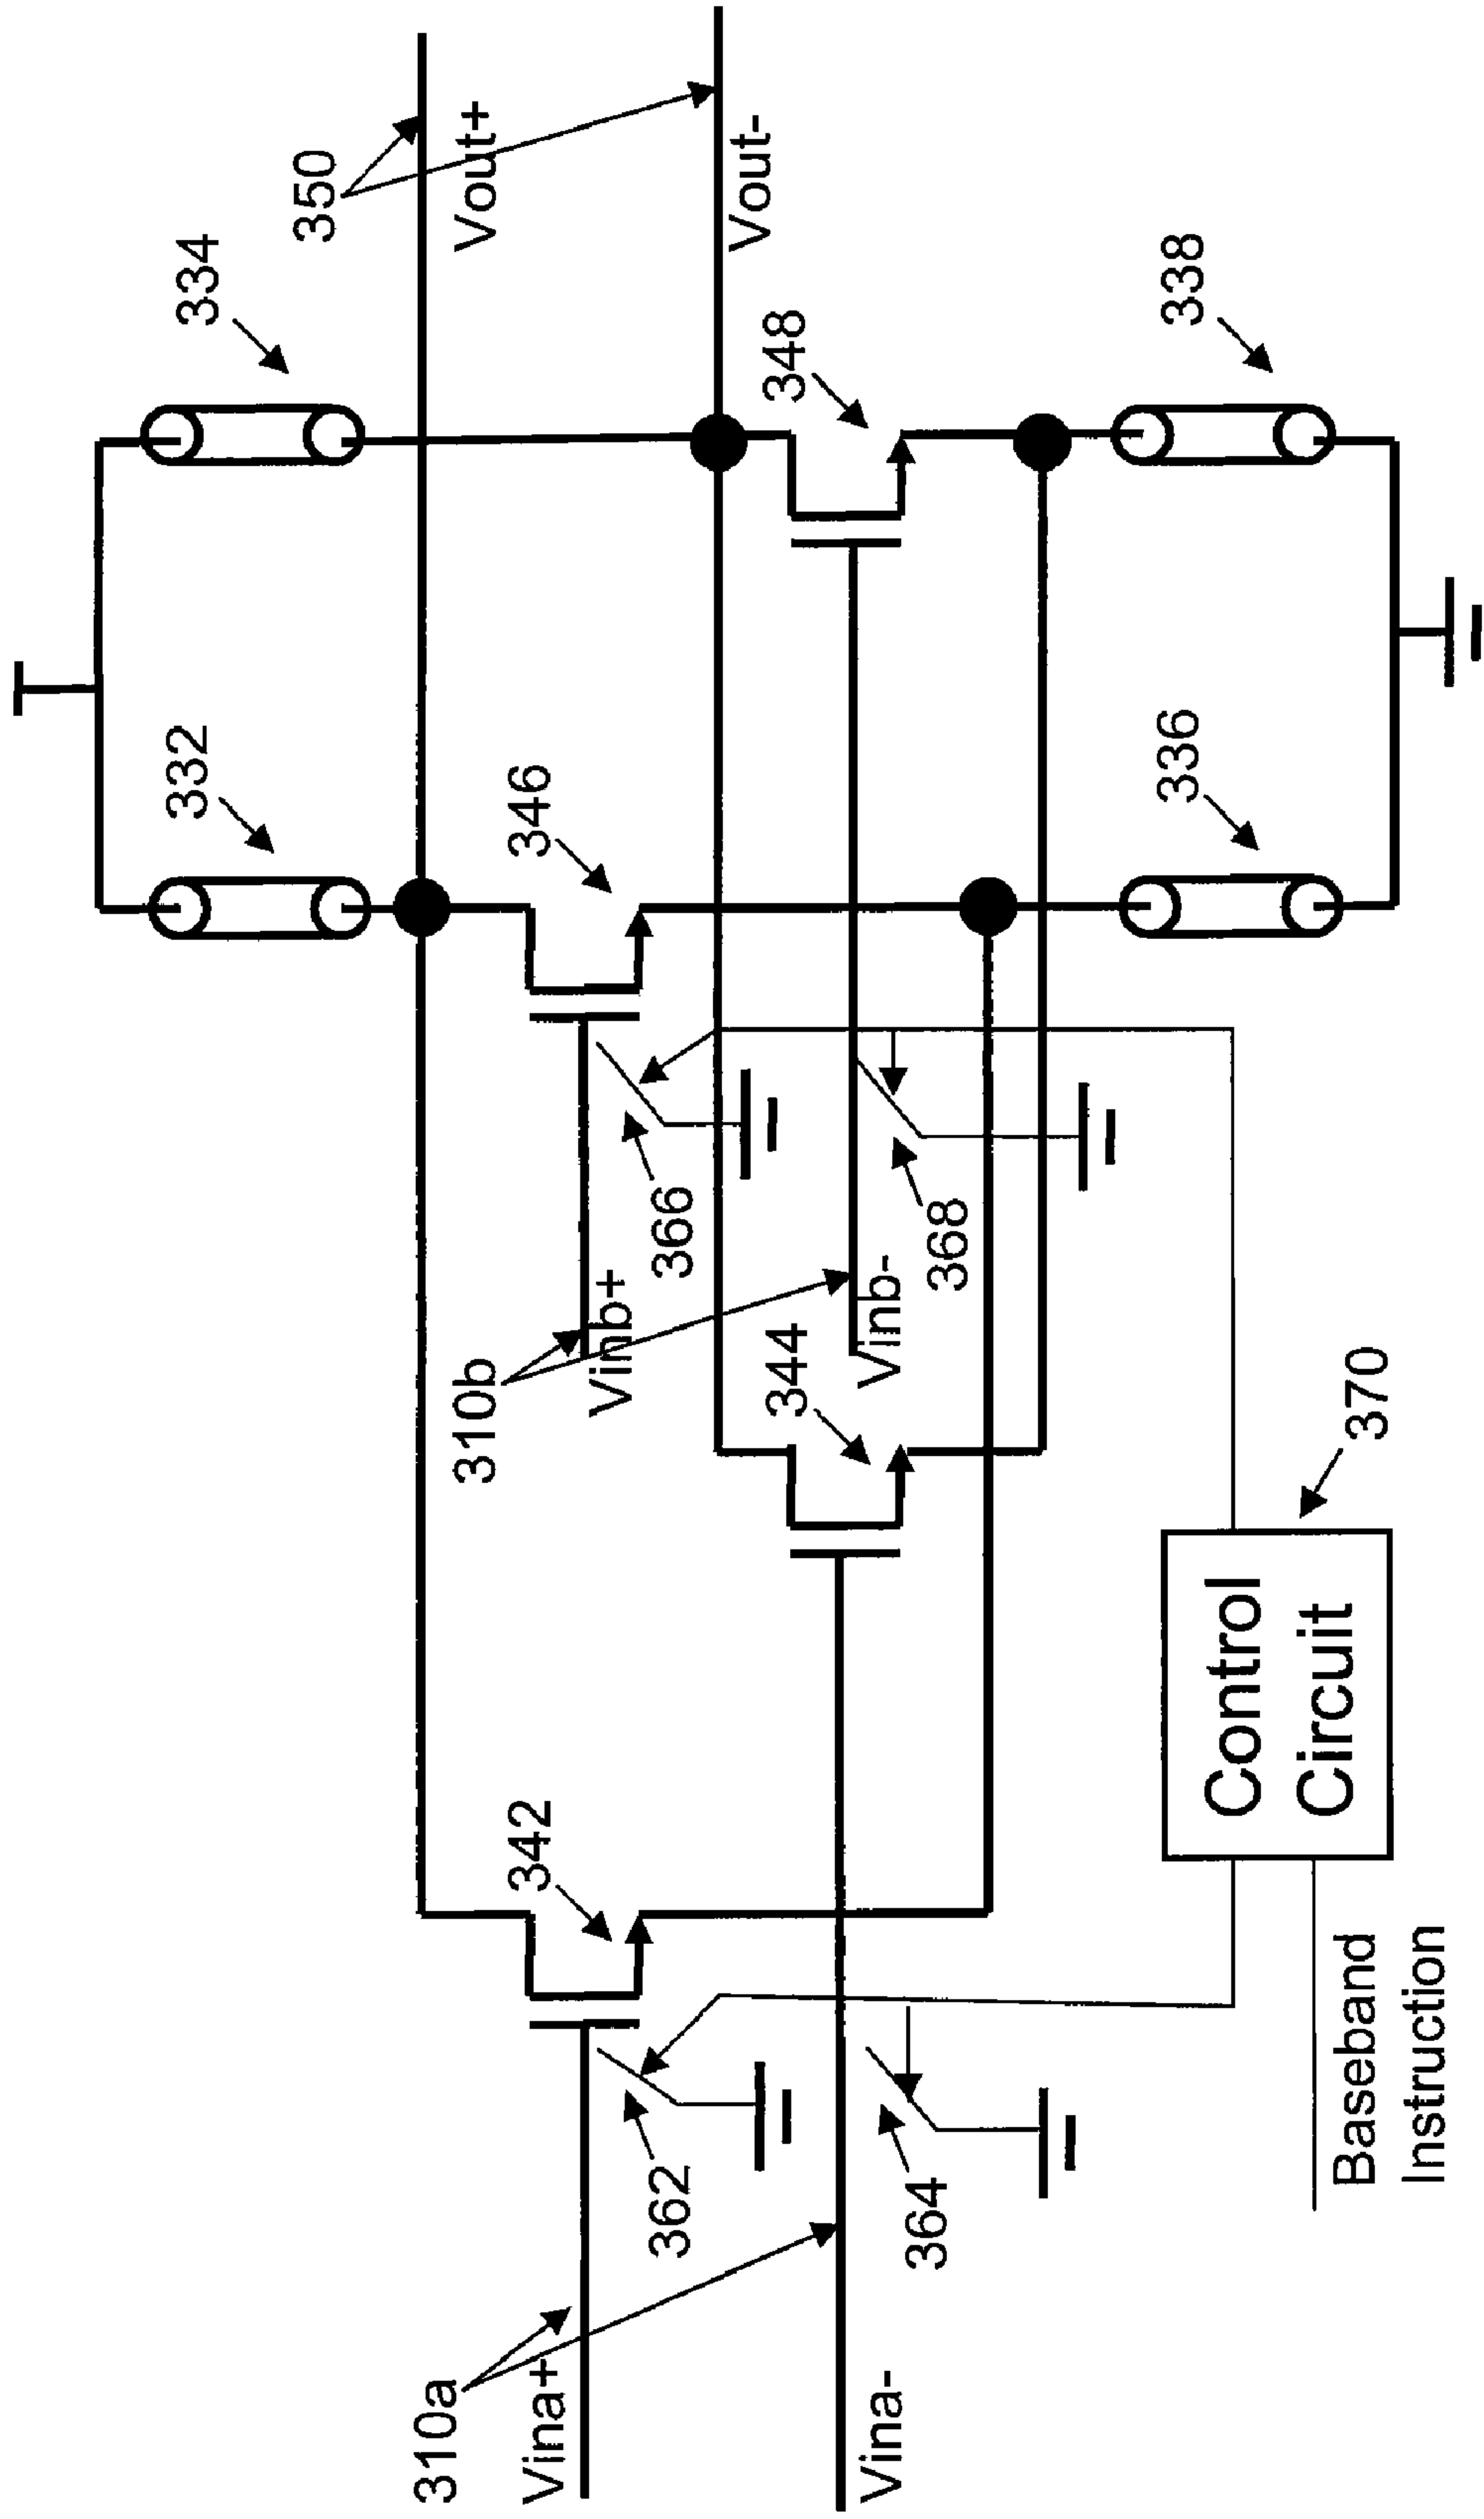 334
350
332
Vout+
Vout-
348
338
346
336
366
368
310b
Vinb+
344
Vinb-
370
342
Control
Circuit
362
364
310a
Vina+
Vina-
Baseband
Instruction